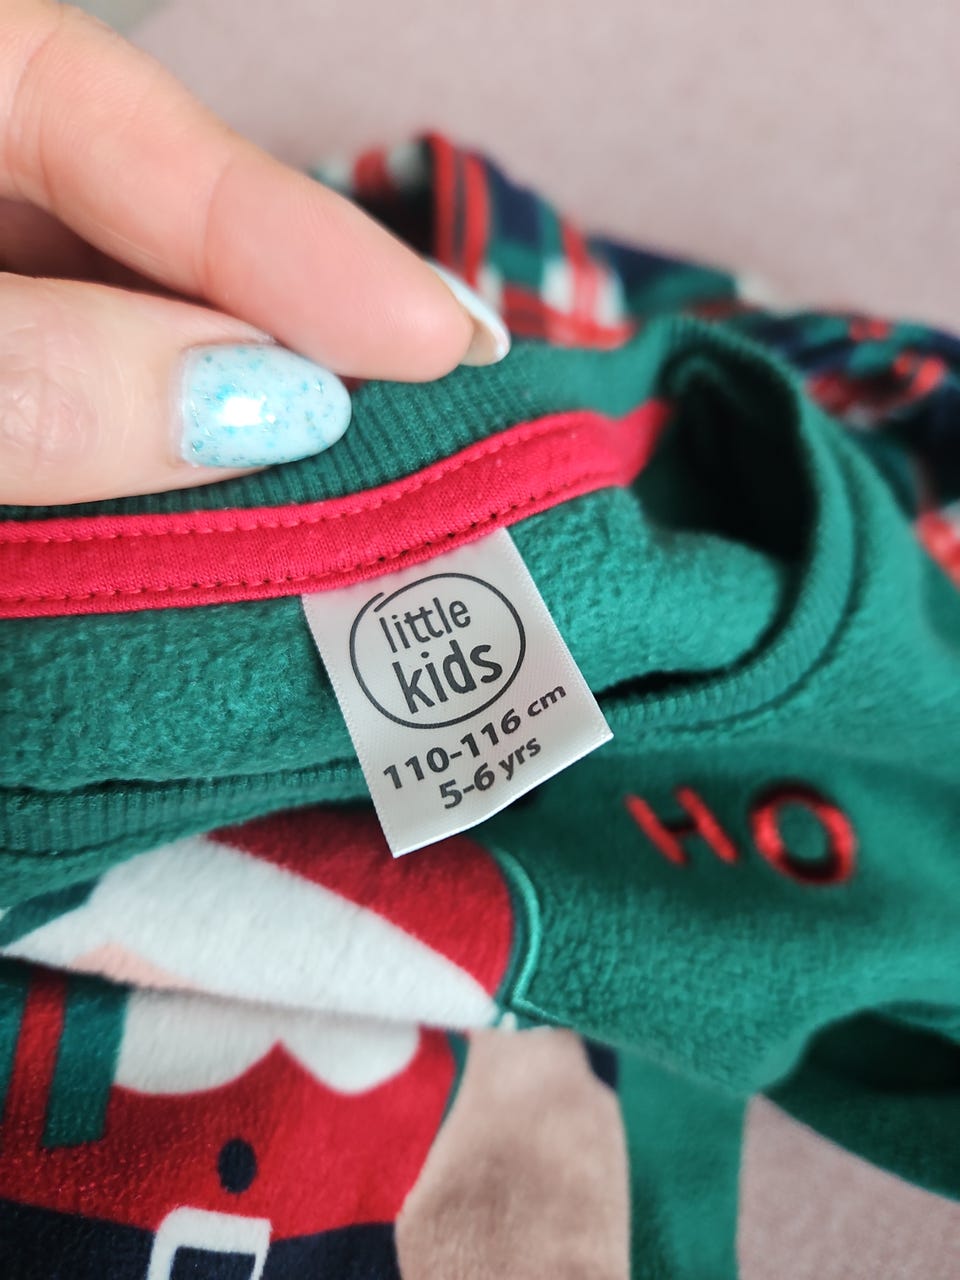 little
kids
110-116 cm
5-6 yrs
HO